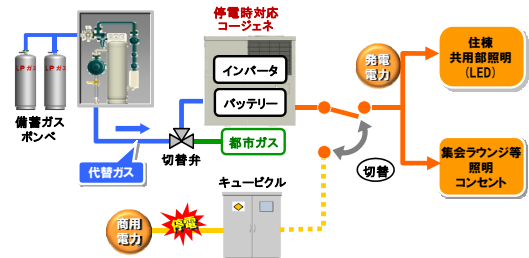 停電時対応
コージェネ
インバータ
バッテリー
LPガス
LPガス
備蓄ガス
ボンベ
代替ガス
切替弁
都市ガス
発電
電力
住棟
共用部照明
(LED)
集会ラウンジ等
照明
コンセント
切替
キュービクル
商用
電力
停電